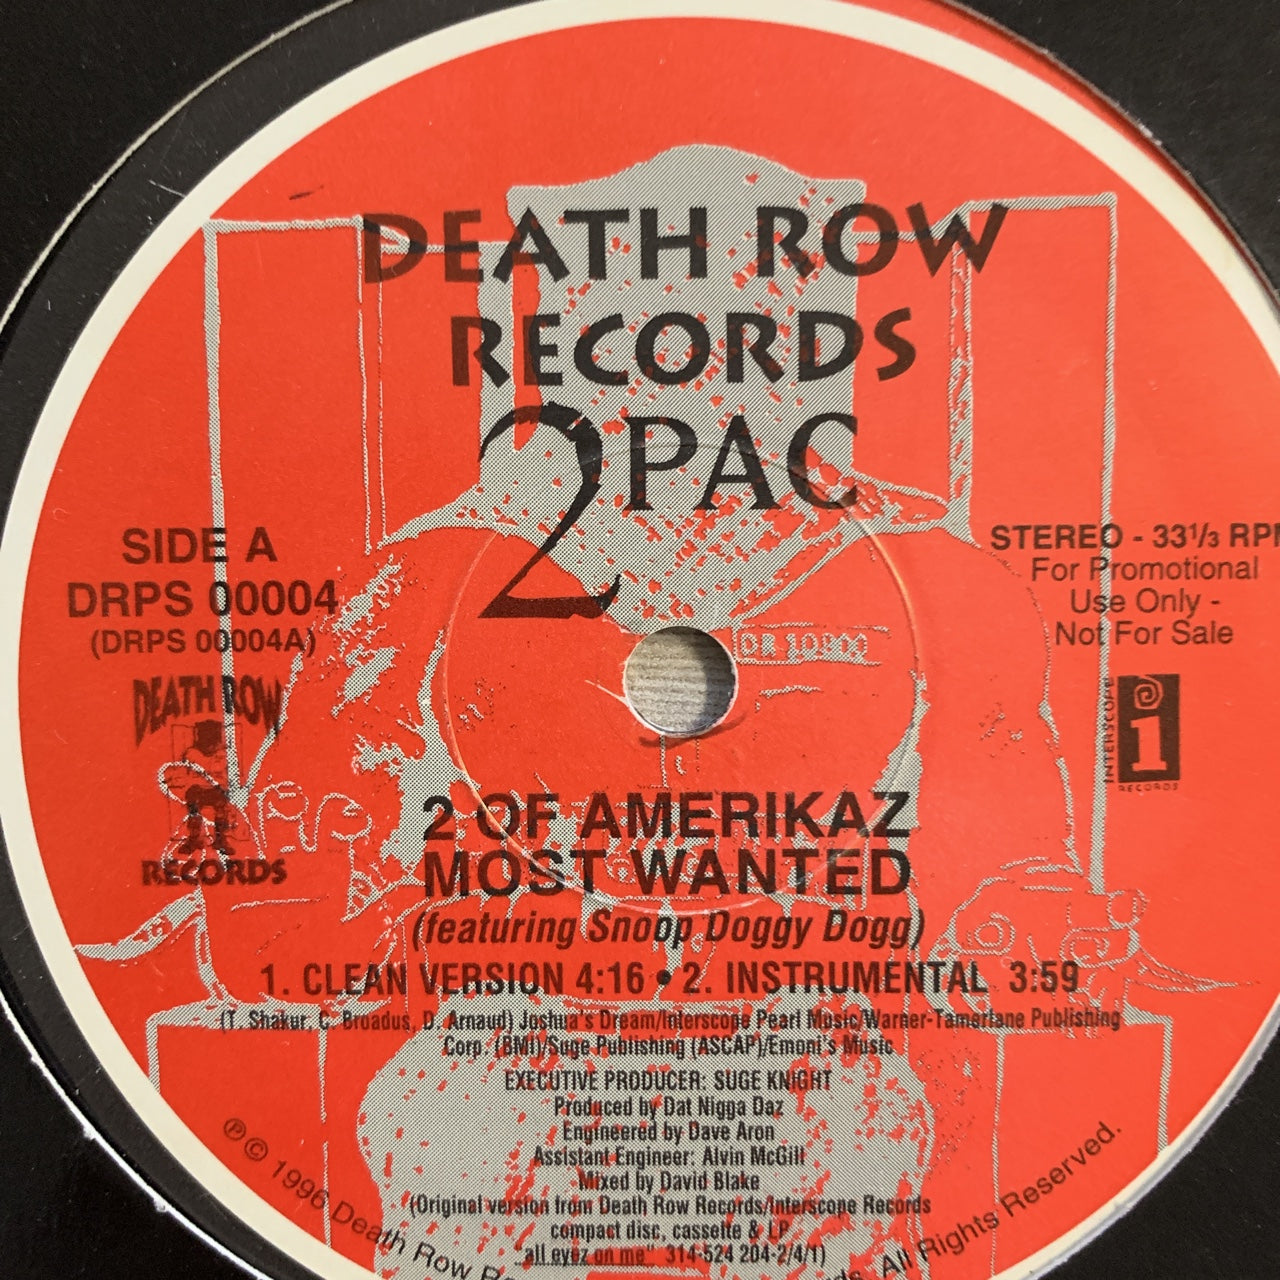 DEATH ROW
RECORDS
2PAC
SIDE A
DRPS 00004
(DRPS 00004A)
STEREO - 33 1/3 RPM
For Promotional
Use Only -
Not For Sale
DEATH ROW
RECORDS
INTERSCOPE
i
RECORDS
2 OF AMERIKAZ
MOST WANTED
(featuring Snoop Doggy Dogg)
1. CLEAN VERSION 4:16 • 2. INSTRUMENTAL 3:59
(T. Shakur, C. Broadus, D. Arnaud) Joshua's Dream/Interscope Pearl Music/Warner-Tamerlane Publishing
Corp. (BMI)/Suge Publishing (ASCAP)/Emoni's Music
EXECUTIVE PRODUCER: SUGE KNIGHT
Produced by Dat Nigga Daz
Engineered by Dave Aron
Assistant Engineer: Alvin McGill
Mixed by David Blake
(Original version from Death Row Records/Interscope Records
compact disc, cassette & LP
"all eyez on me" 314-524 204-2/4/1)
℗© 1996 Death Row
All Rights Reserved.